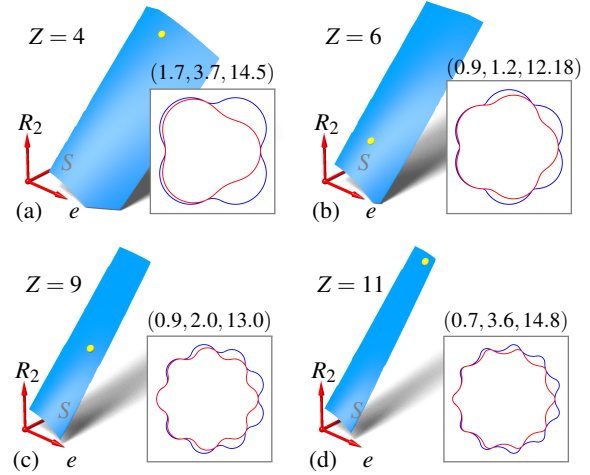 Z = 4
(1.7, 3.7, 14.5)
R₂
S
e
(a)
Z = 6
(0.9, 1.2, 12.18)
R₂
S
e
(b)
Z = 9
(0.9, 2.0, 13.0)
R₂
S
e
(c)
Z = 11
(0.7, 3.6, 14.8)
R₂
S
e
(d)